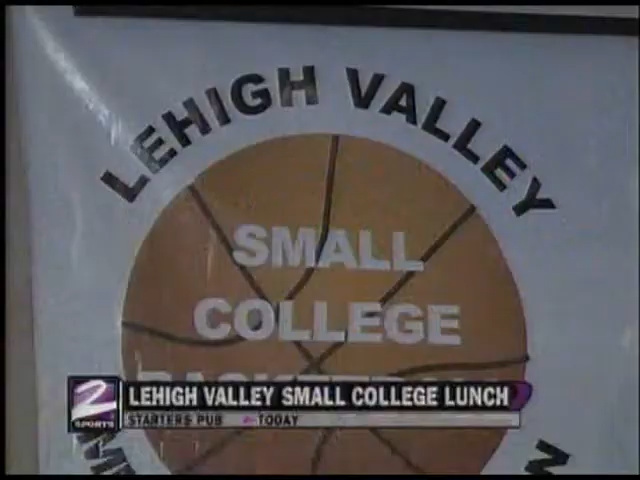 LEHIGH VALLEY
SMALL
COLLEGE
2
SPORTS
LEHIGH VALLEY SMALL COLLEGE LUNCH
STARTERS PUB TODAY